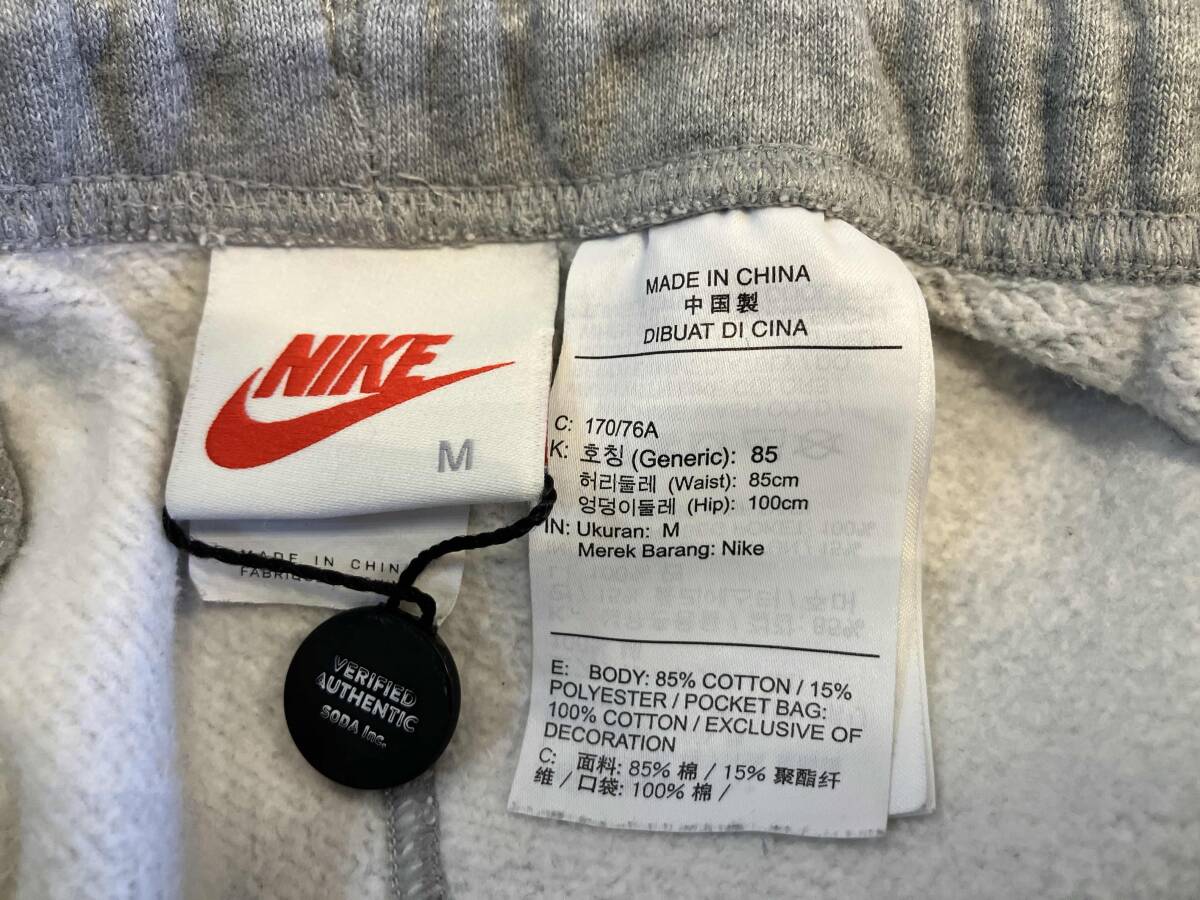 NIKE
M
MADE IN CHIN
FABRIQU
VERIFIED
AUTHENTIC
SODA Inc.
MADE IN CHINA
中国製
DIBUAT DI CINA
C: 170/76A
K: 호칭 (Generic): 85
허리둘레 (Waist): 85cm
엉덩이둘레 (Hip): 100cm
IN: Ukuran: M
Merek Barang: Nike
E: BODY: 85% COTTON / 15%
POLYESTER / POCKET BAG:
100% COTTON / EXCLUSIVE OF
DECORATION
C: 面料: 85% 棉 / 15% 聚酯纤
维 / 口袋: 100% 棉 /